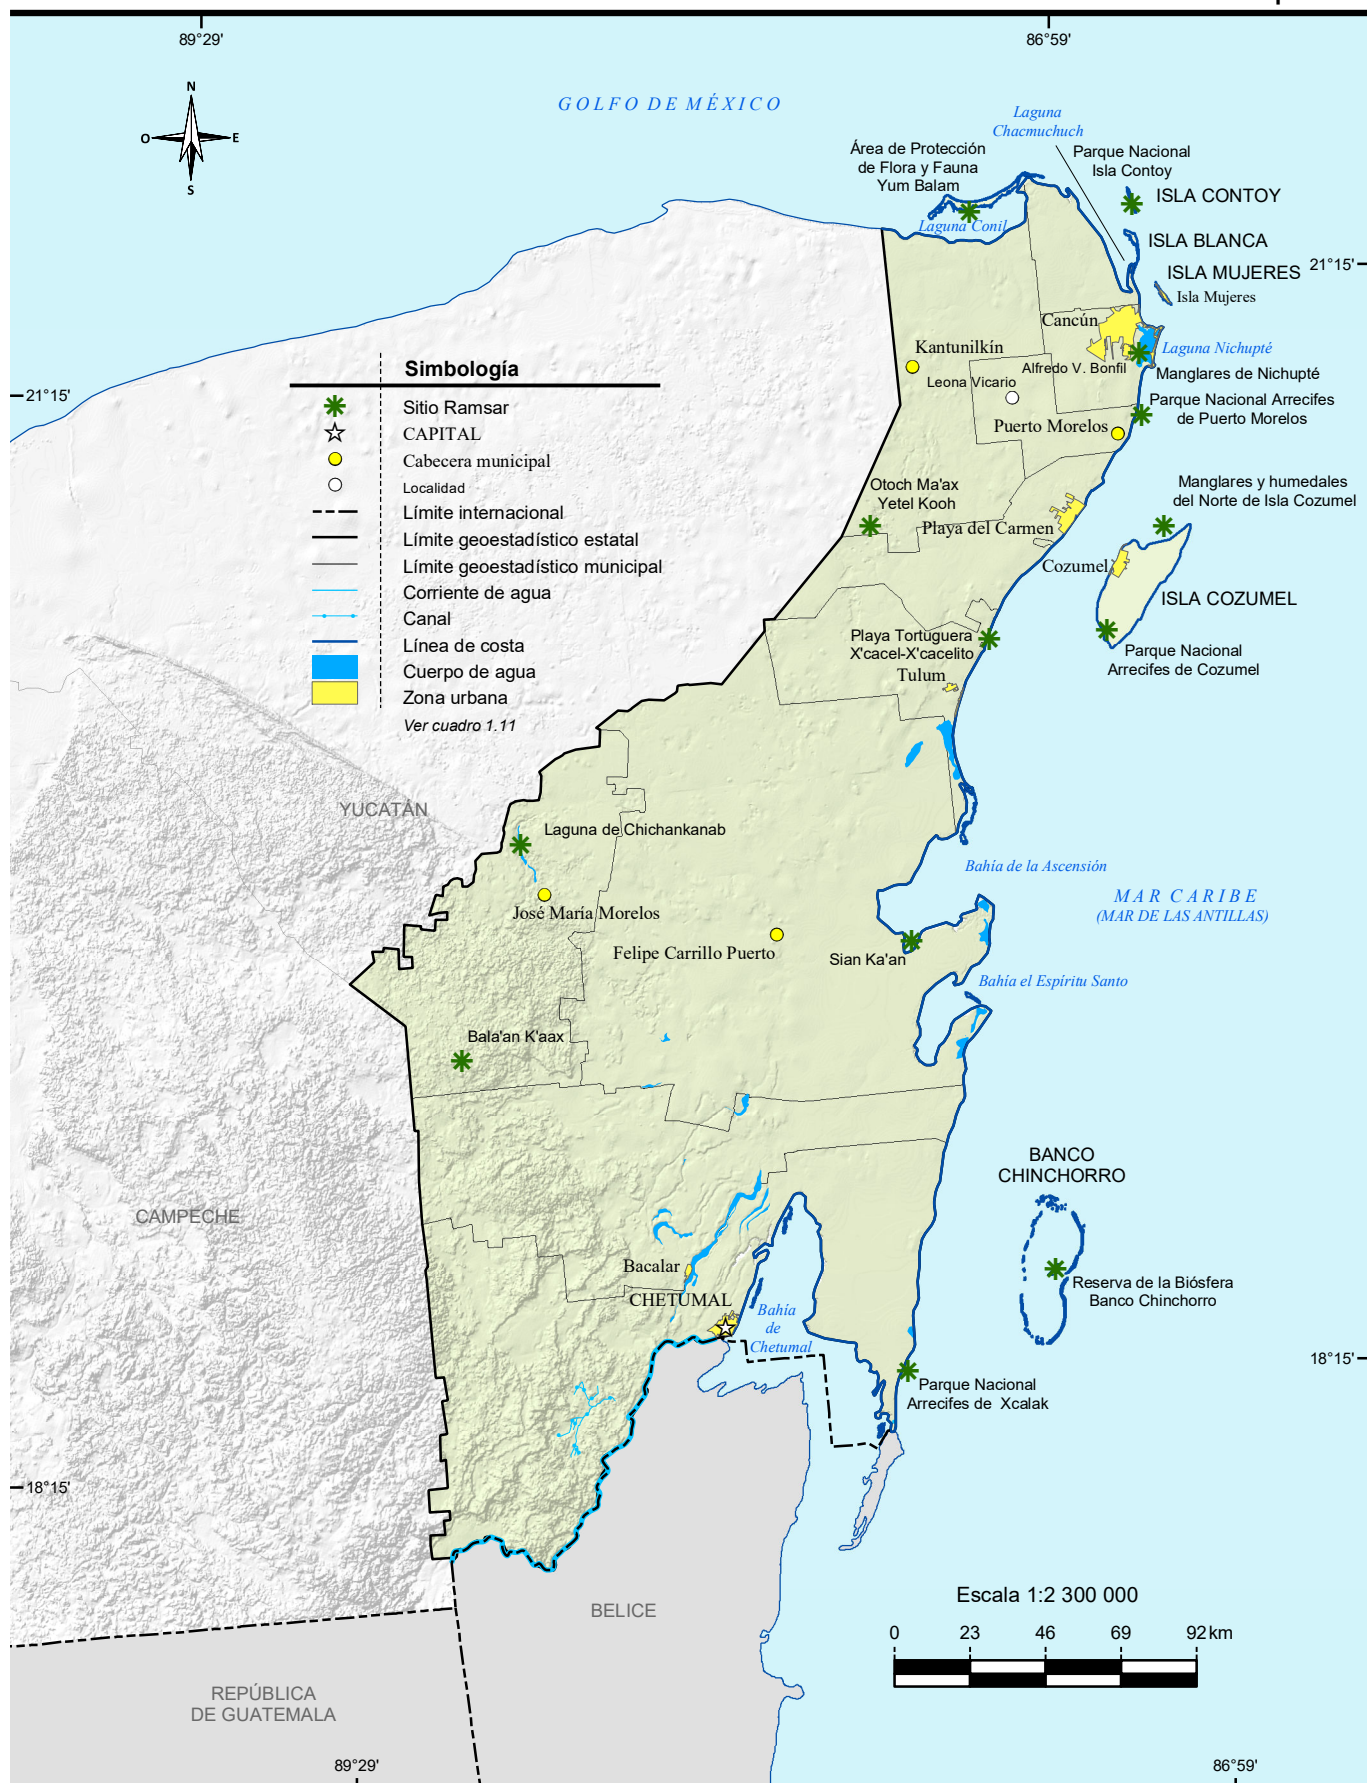 89°29'
86°59'
N
O
E
S
GOLFO DE MÉXICO
Laguna
Chacmuchuch
Área de Protección
de Flora y Fauna
Yum Balam
Parque Nacional
Isla Contoy
ISLA CONTOY
Laguna Conil
ISLA BLANCA
21°15'
ISLA MUJERES
Isla Mujeres
Cancún
Laguna Nichupté
Kantunilkín
Alfredo V. Bonfil
Manglares de Nichupté
Leona Vicario
Parque Nacional Arrecifes
de Puerto Morelos
Puerto Morelos
21°15'
Simbología
Sitio Ramsar
CAPITAL
Cabecera municipal
Localidad
Límite internacional
Límite geoestadístico estatal
Límite geoestadístico municipal
Corriente de agua
Canal
Línea de costa
Cuerpo de agua
Zona urbana
Ver cuadro 1.11
Otoch Ma'ax
Yetel Kooh
Manglares y humedales
del Norte de Isla Cozumel
Playa del Carmen
Cozumel
ISLA COZUMEL
Playa Tortuguera
X'cacel-X'cacelito
Parque Nacional
Arrecifes de Cozumel
Tulum
YUCATÁN
Laguna de Chichankanab
Bahía de la Ascensión
MAR CARIBE
(MAR DE LAS ANTILLAS)
José María Morelos
Felipe Carrillo Puerto
Sian Ka'an
Bahía el Espíritu Santo
Bala'an K'aax
BANCO
CHINCHORRO
CAMPECHE
Bacalar
CHETUMAL
Reserva de la Biósfera
Banco Chinchorro
Bahía
de
Chetumal
18°15'
Parque Nacional
Arrecifes de Xcalak
18°15'
Escala 1:2 300 000
BELICE
0 23 46 69 92 km
REPÚBLICA
DE GUATEMALA
89°29'
86°59'